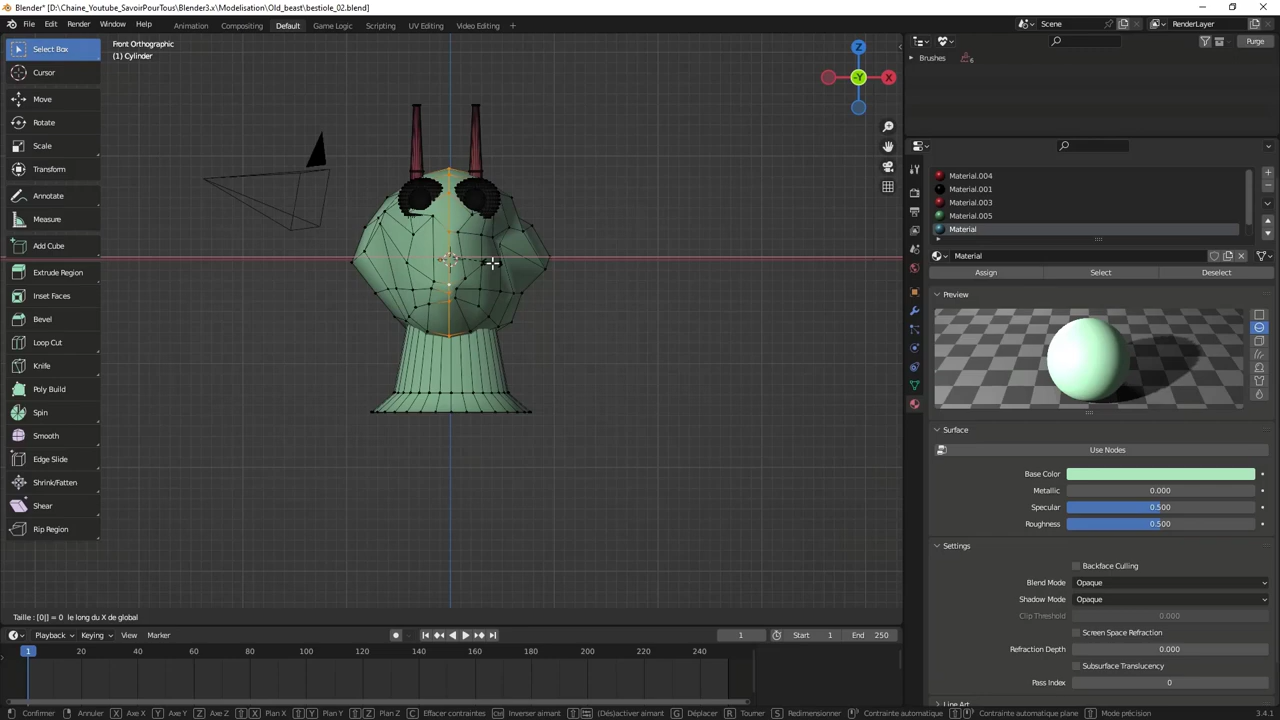 Blender* [D:\Chaine_Youtube_SavoirPourTous\Blender3.x\Modelisation\Old_beast\bestiole_02.blend]
File Edit Render Window Help Animation Compositing Default Scripting UV Editing Video Editing Scene RenderLayer
Select Box
Cursor
Move
Rotate
Scale
Transform
Annotate
Measure
Add Cube
Extrude Region
Inset Faces
Bevel
Loop Cut
Knife
Poly Build
Spin
Smooth
Edge Slide
Shrink/Fatten
Shear
Rip Region
Front Orthographic
(1) Cylinder
Z
-Y
X
Purge
Brushes 6
Material.004
Material.001
Material.003
Material.005
Material
Material
Assign Select Deselect
Preview
Surface
Use Nodes
Base Color
Metallic 0.000
Specular 0.500
Roughness 0.500
Settings
Backface Culling
Blend Mode Opaque
Shadow Mode Opaque
Clip Threshold 0.000
Screen Space Refraction
Refraction Depth 0.000
Subsurface Translucency
Pass Index 0
Line Art
Taille : [0|] = 0 le long du X de global
Playback Keying View Marker 1 Start 1 End 250
1 20 40 60 80 100 120 140 160 180 200 220 240
Confirmer Annuler X Axe X Y Axe Y Z Axe Z X Plan X Y Plan Y Z Plan Z C Effacer contraintes Inverser aimant (Dés)activer aimant G Déplacer R Tourner S Redimensionner Contrainte automatique Contrainte automatique plane Mode précision 3.4.1